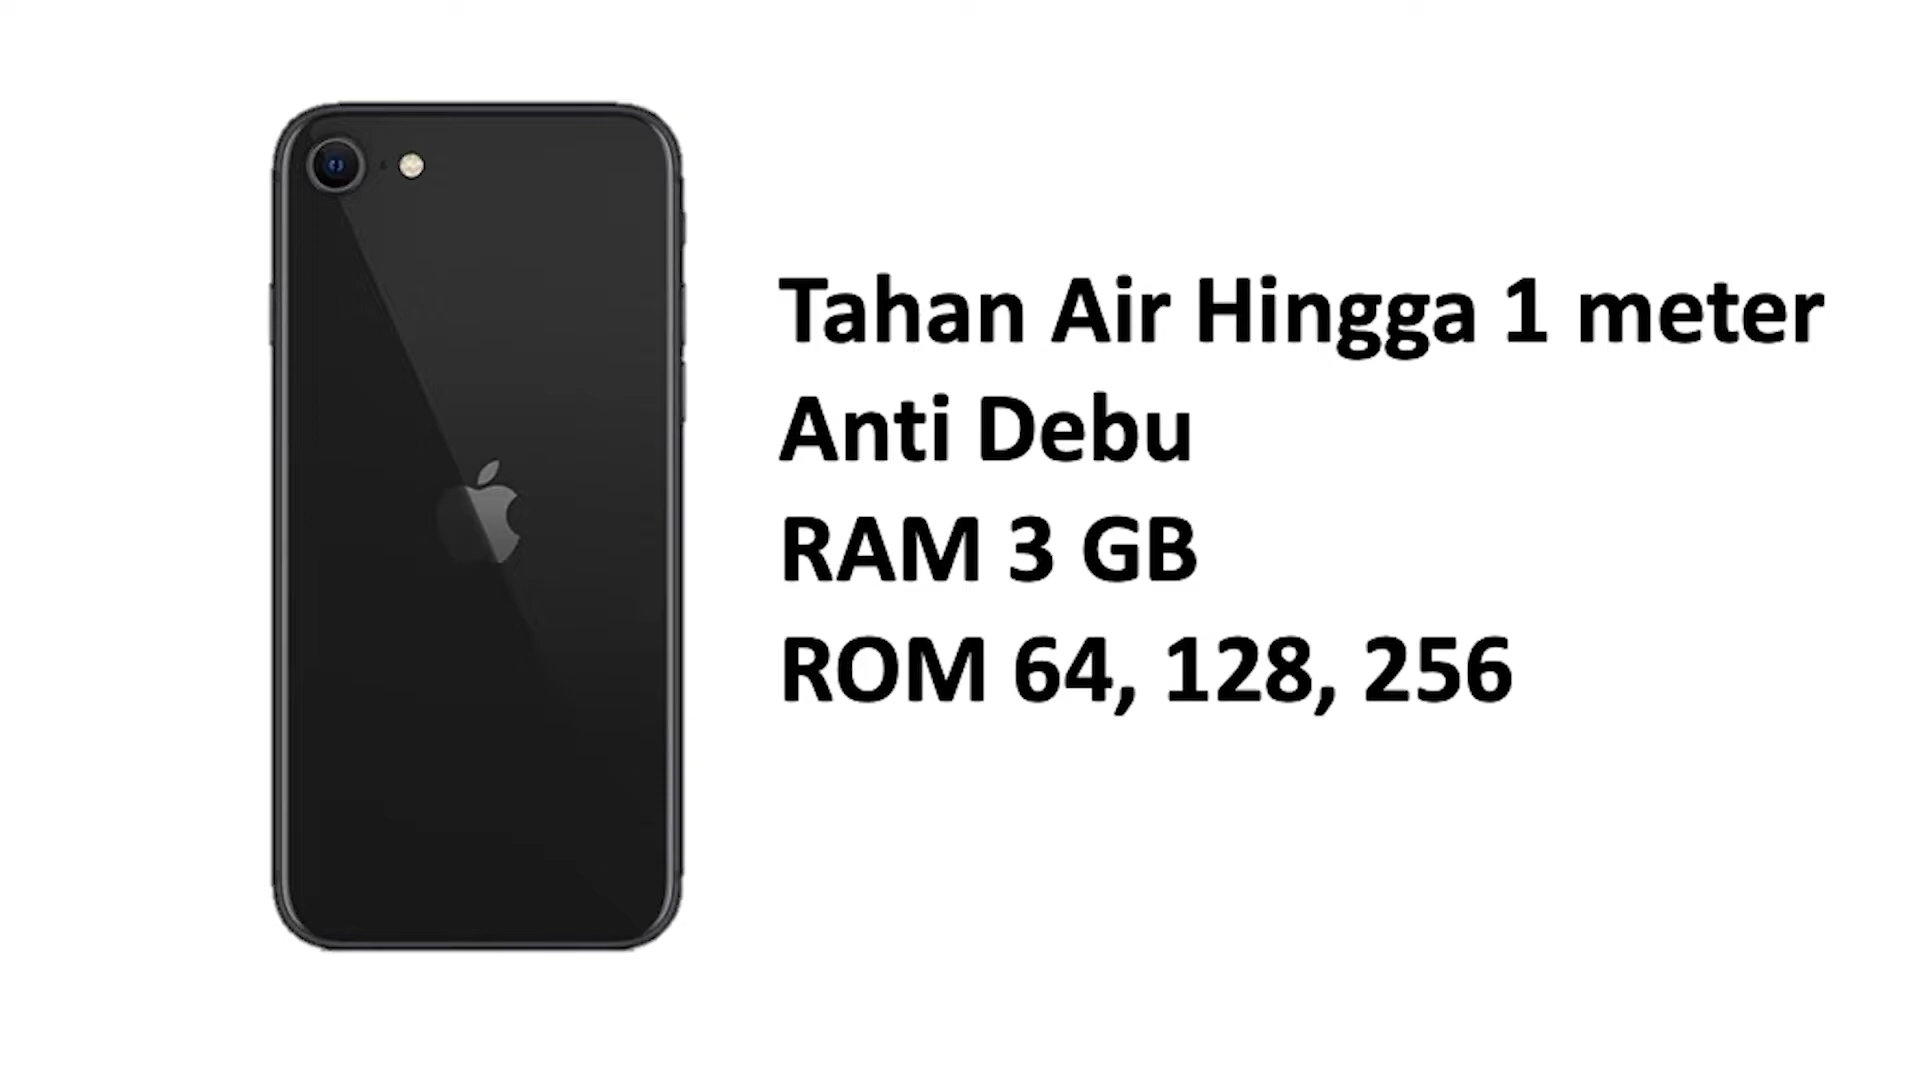 Tahan Air Hingga 1 meter
Anti Debu
RAM 3 GB
ROM 64, 128, 256